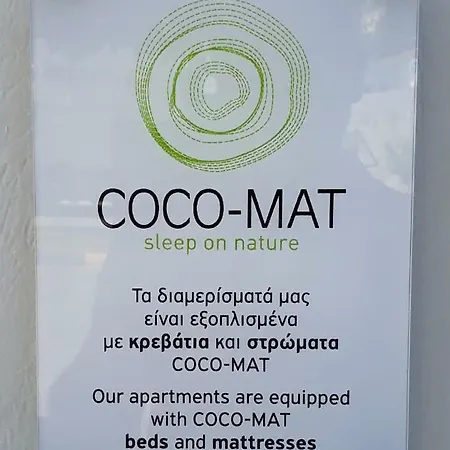 COCO-MAT
sleep on nature
Τα διαμερίσματά μας
είναι εξοπλισμένα
με κρεβάτια και στρώματα
COCO-MAT
Our apartments are equipped
with COCO-MAT
beds and mattresses